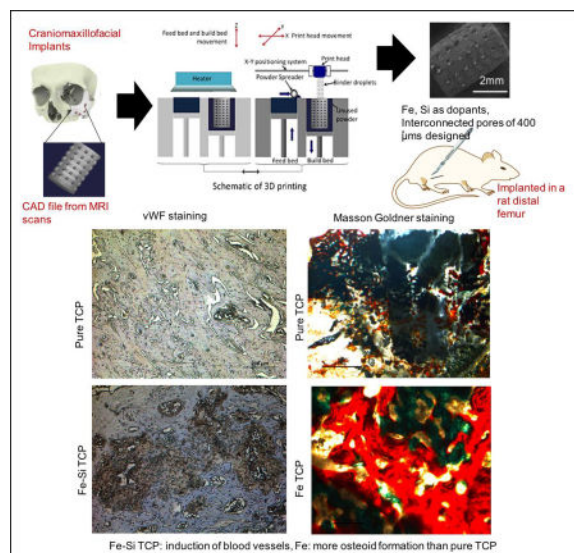 Craniomaxillofacial
Implants
Feed bed and build bed
movement
Z
Y
X
Print head movement
X-Y positioning system
Powder Spreader
Print head
Binder droplets
Heater
Unused
powder
2mm
Fe, Si as dopants,
Interconnected pores of 400
μms designed
Feed bed
Build bed
Schematic of 3D printing
CAD file from MRI
scans
Implanted in a
rat distal
femur
vWF staining
Masson Goldner staining
Pure TCP
Pure TCP
Fe-Si TCP
Fe TCP
Fe-Si TCP: induction of blood vessels, Fe: more osteoid formation than pure TCP